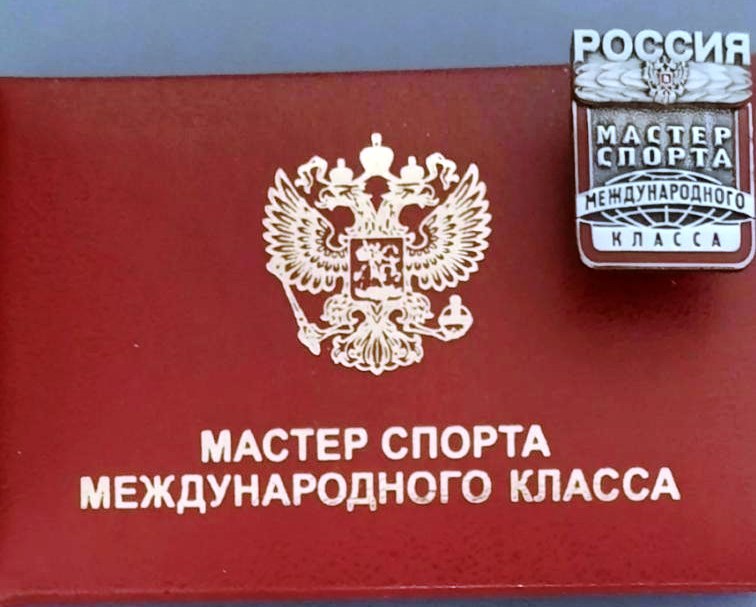 РОССИЯ
МАСТЕР
СПОРТА
МЕЖДУНАРОДНОГО
КЛАССА
МАСТЕР СПОРТА
МЕЖДУНАРОДНОГО КЛАССА